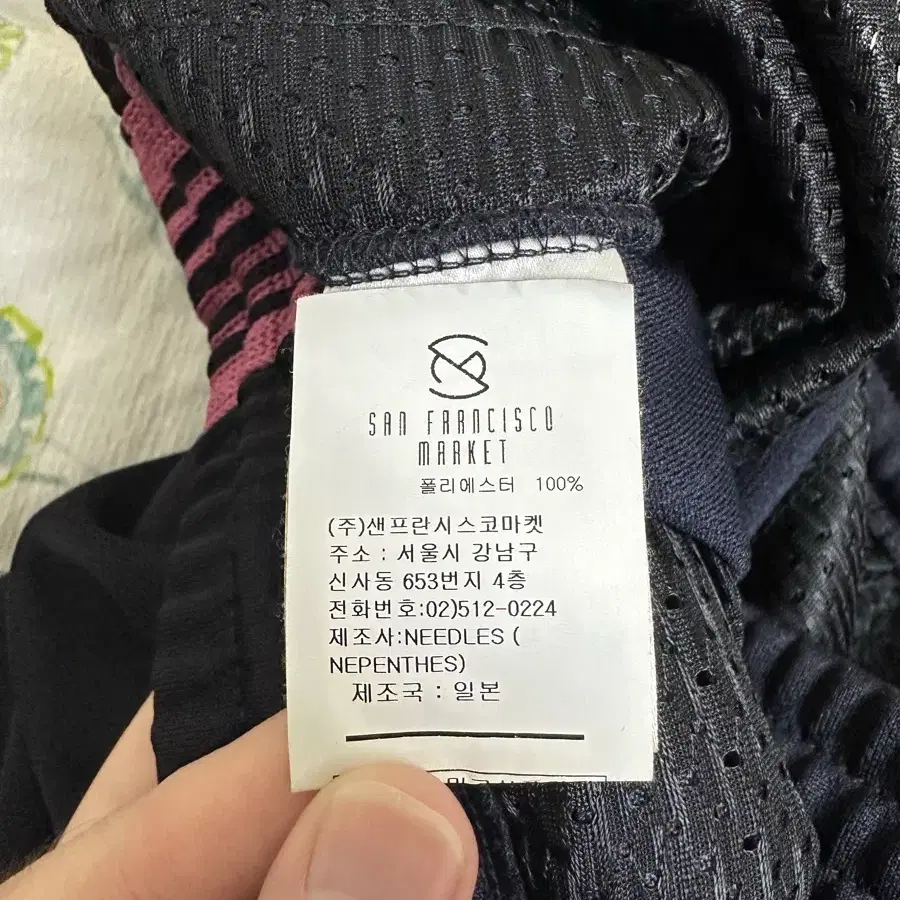 SAN FRANCISCO
MARKET
폴리에스터 100%
(주)샌프란시스코마켓
주소 : 서울시 강남구
신사동 653번지 4층
전화번호:02)512-0224
제조사:NEEDLES (
NEPENTHES)
제조국 : 일본